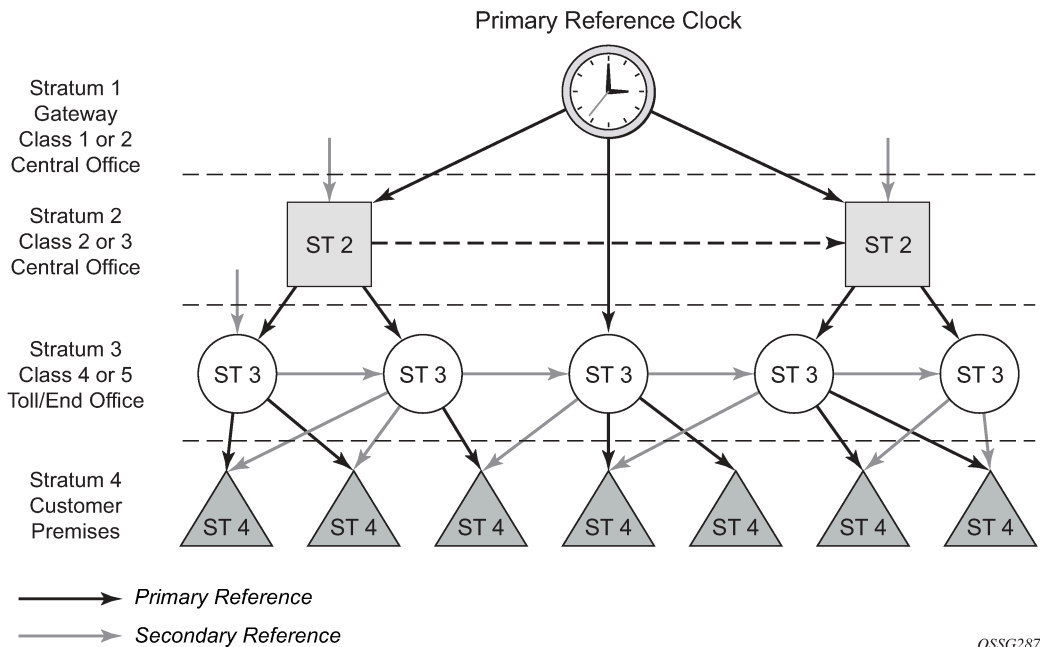 Primary Reference Clock
Stratum 1
Gateway
Class 1 or 2
Central Office
Stratum 2
Class 2 or 3
Central Office
ST 2
ST 2
Stratum 3
Class 4 or 5
Toll/End Office
ST 3
ST 3
ST 3
ST 3
ST 3
Stratum 4
Customer
Premises
ST 4
ST 4
ST 4
ST 4
ST 4
ST 4
ST 4
Primary Reference
Secondary Reference
OSSG287